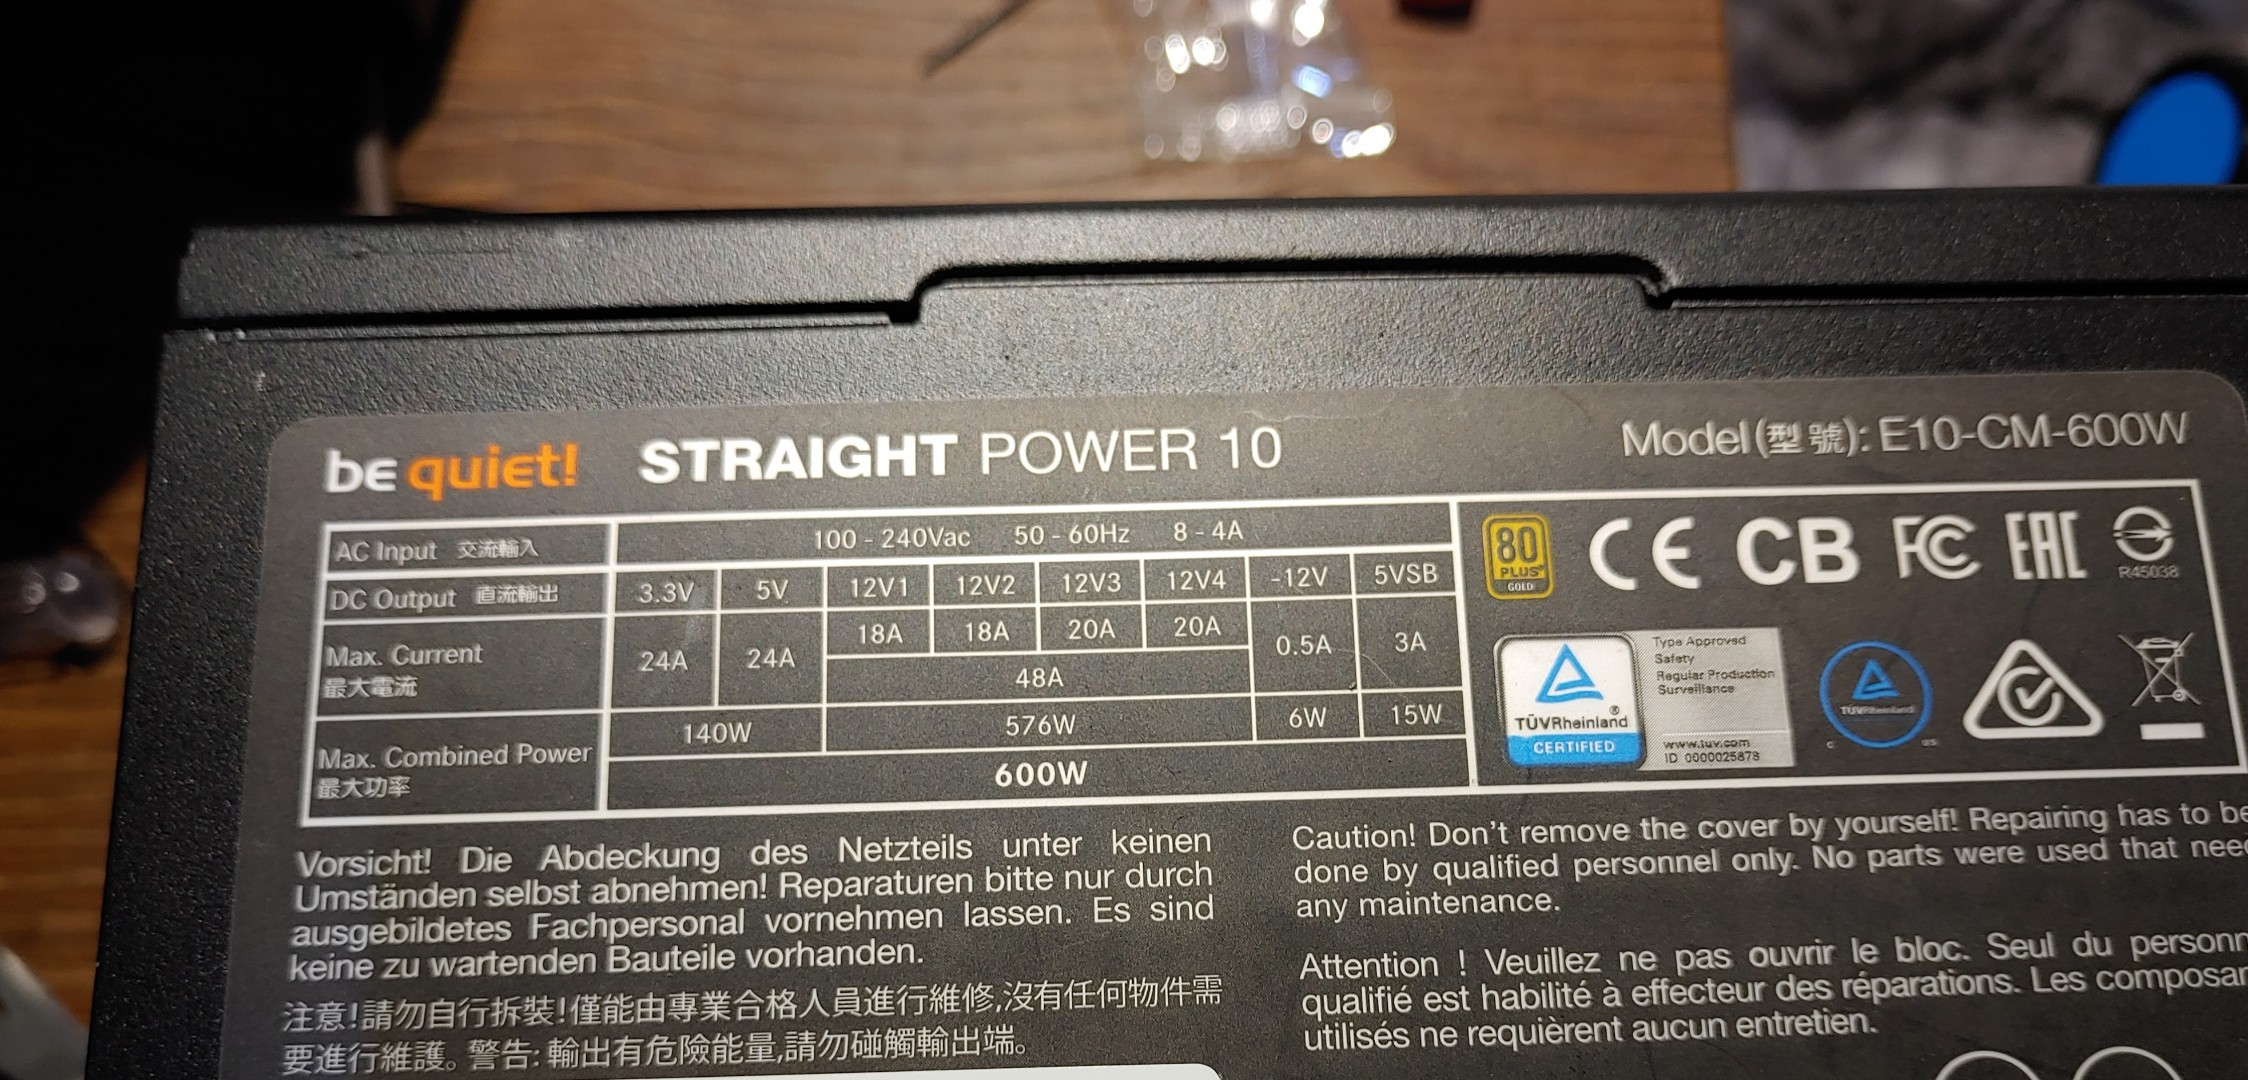 be quiet! STRAIGHT POWER 10
Model (型號): E10-CM-600W
AC Input 交流輸入 100 - 240Vac 50 - 60Hz 8 - 4A
DC Output 直流輸出 3.3V 5V 12V1 12V2 12V3 12V4 -12V 5VSB
Max. Current 最大電流 24A 24A 18A 18A 20A 20A 0.5A 3A
48A
Max. Combined Power 最大功率 140W 576W 6W 15W
600W
80 PLUS GOLD
CE CB FC EAC
R45038
TÜVRheinland®
CERTIFIED
Type Approved
Safety
Regular Production
Surveillance
www.tuv.com
ID 0000025878
TÜVRheinland
c us
Vorsicht! Die Abdeckung des Netzteils unter keinen
Umständen selbst abnehmen! Reparaturen bitte nur durch
ausgebildetes Fachpersonal vornehmen lassen. Es sind
keine zu wartenden Bauteile vorhanden.
注意!請勿自行拆裝!僅能由專業合格人員進行維修,沒有任何物件需
要進行維護。警告:輸出有危險能量,請勿碰觸輸出端。
Caution! Don't remove the cover by yourself! Repairing has to be
done by qualified personnel only. No parts were used that need
any maintenance.
Attention ! Veuillez ne pas ouvrir le bloc. Seul du personn
qualifié est habilité à effecteur des réparations. Les composan
utilisés ne requièrent aucun entretien.